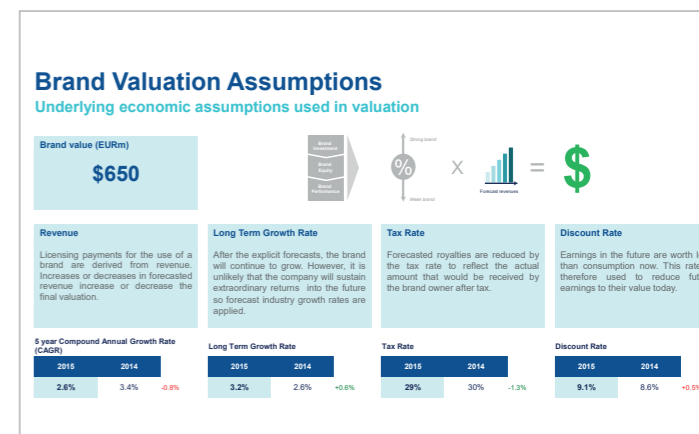 Brand Valuation Assumptions
Underlying economic assumptions used in valuation
Brand value (EURm)
$650
Brand
Investment
Brand
Equity
Brand
Performance
Strong brand
%
Weak brand
X
Forecast revenues
=
$
Revenue
Licensing payments for the use of a
brand are derived from revenue.
Increases or decreases in forecasted
revenue increase or decrease the
final valuation.
Long Term Growth Rate
After the explicit forecasts, the brand
will continue to grow. However, it is
unlikely that the company will sustain
extraordinary returns into the future
so forecast industry growth rates are
applied.
Tax Rate
Forecasted royalties are reduced by
the tax rate to reflect the actual
amount that would be received by
the brand owner after tax.
Discount Rate
Earnings in the future are worth
than consumption now. This rate
therefore used to reduce
earnings to their value today.
5 year Compound Annual Growth Rate
(CAGR)
2015 2014
2.6% 3.4% -0.8%
Long Term Growth Rate
2015 2014
3.2% 2.6% +0.6%
Tax Rate
2015 2014
29% 30% -1.3%
Discount Rate
2015 2014
9.1% 8.6% +0.5%